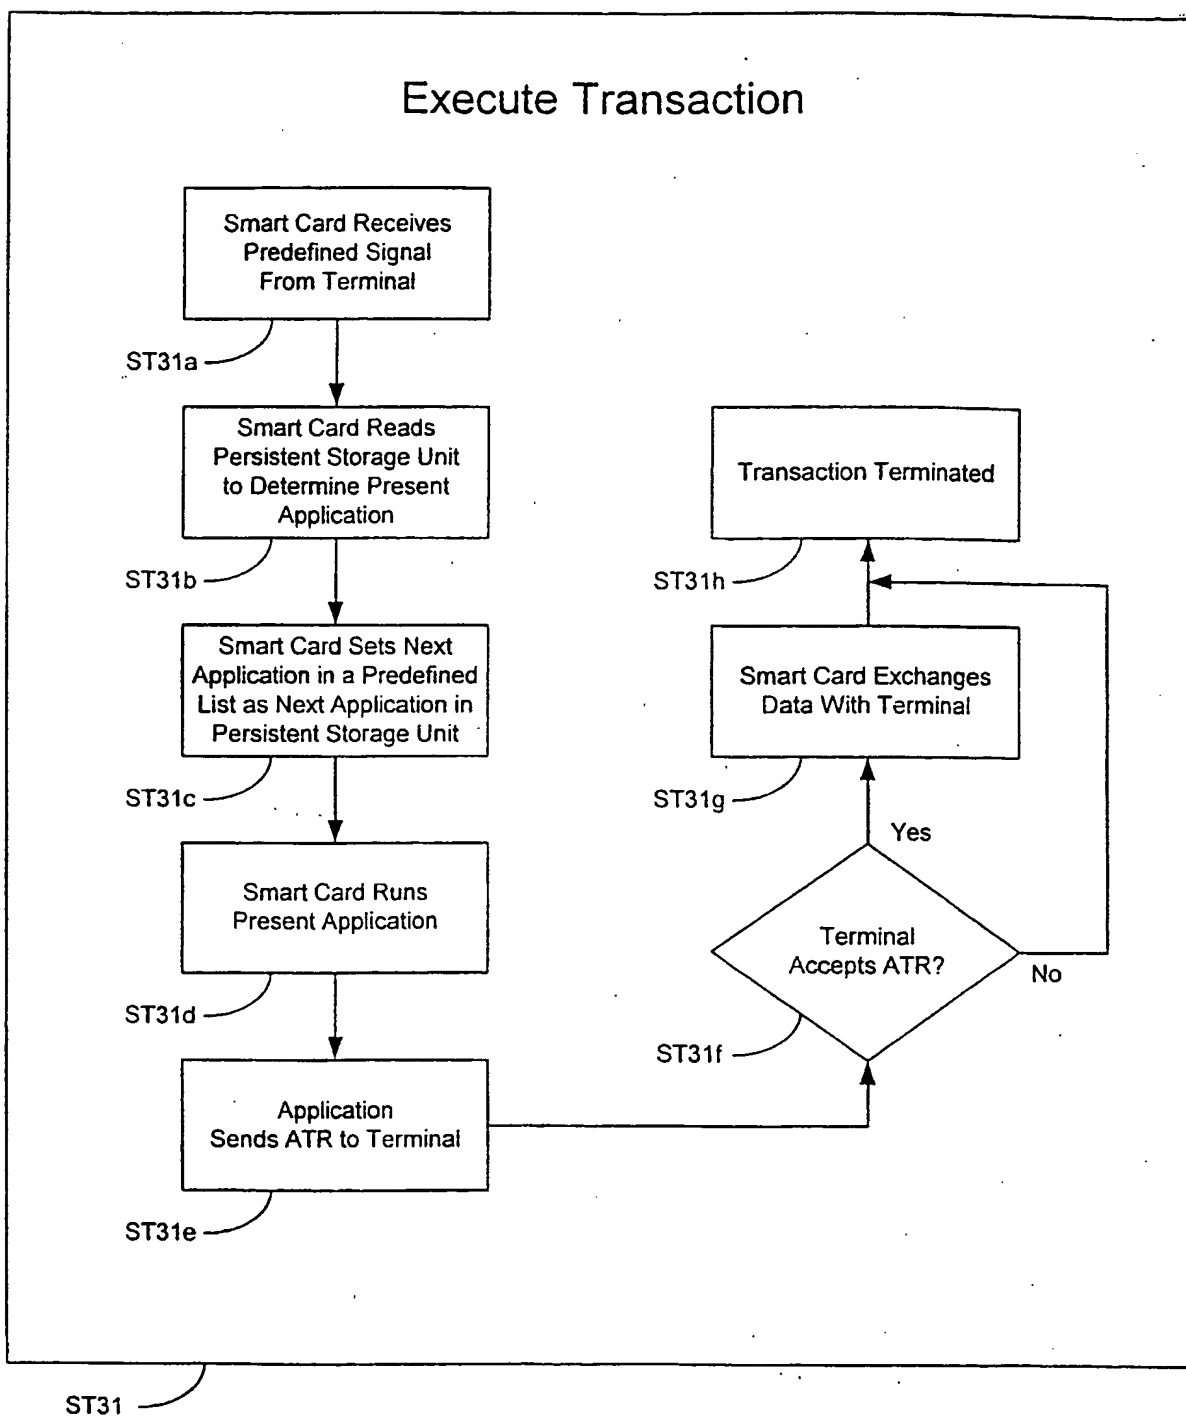 Execute Transaction
Smart Card Receives
Predefined Signal
From Terminal
ST31a
Smart Card Reads
Persistent Storage Unit
to Determine Present
Application
ST31b
Smart Card Sets Next
Application in a Predefined
List as Next Application in
Persistent Storage Unit
ST31c
Smart Card Runs
Present Application
ST31d
Application
Sends ATR to Terminal
ST31e
Transaction Terminated
ST31h
Smart Card Exchanges
Data With Terminal
ST31g
Yes
Terminal
Accepts ATR?
No
ST31f
ST31